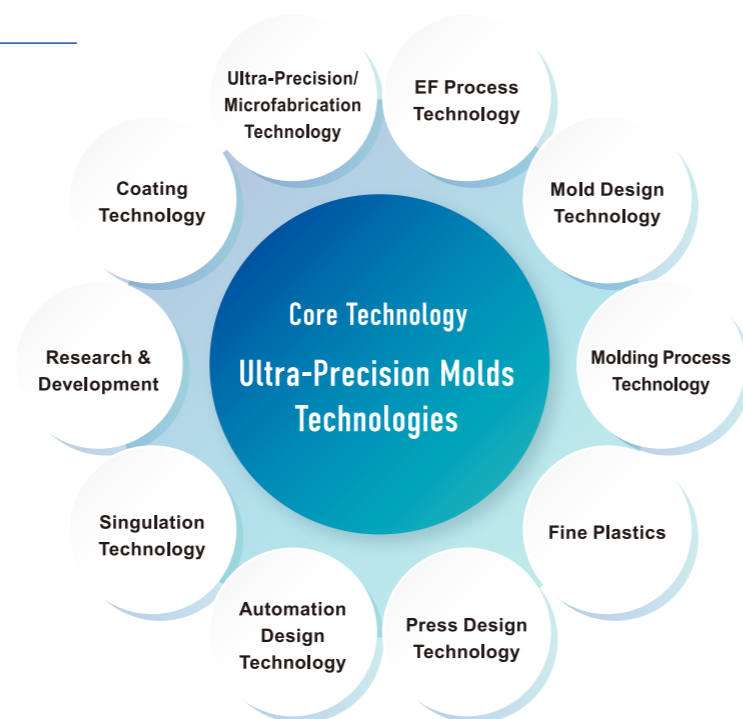 Ultra-Precision/
Microfabrication
Technology
EF Process
Technology
Coating
Technology
Mold Design
Technology
Core Technology
Ultra-Precision Molds
Technologies
Research &
Development
Molding Process
Technology
Singulation
Technology
Fine Plastics
Automation
Design
Technology
Press Design
Technology